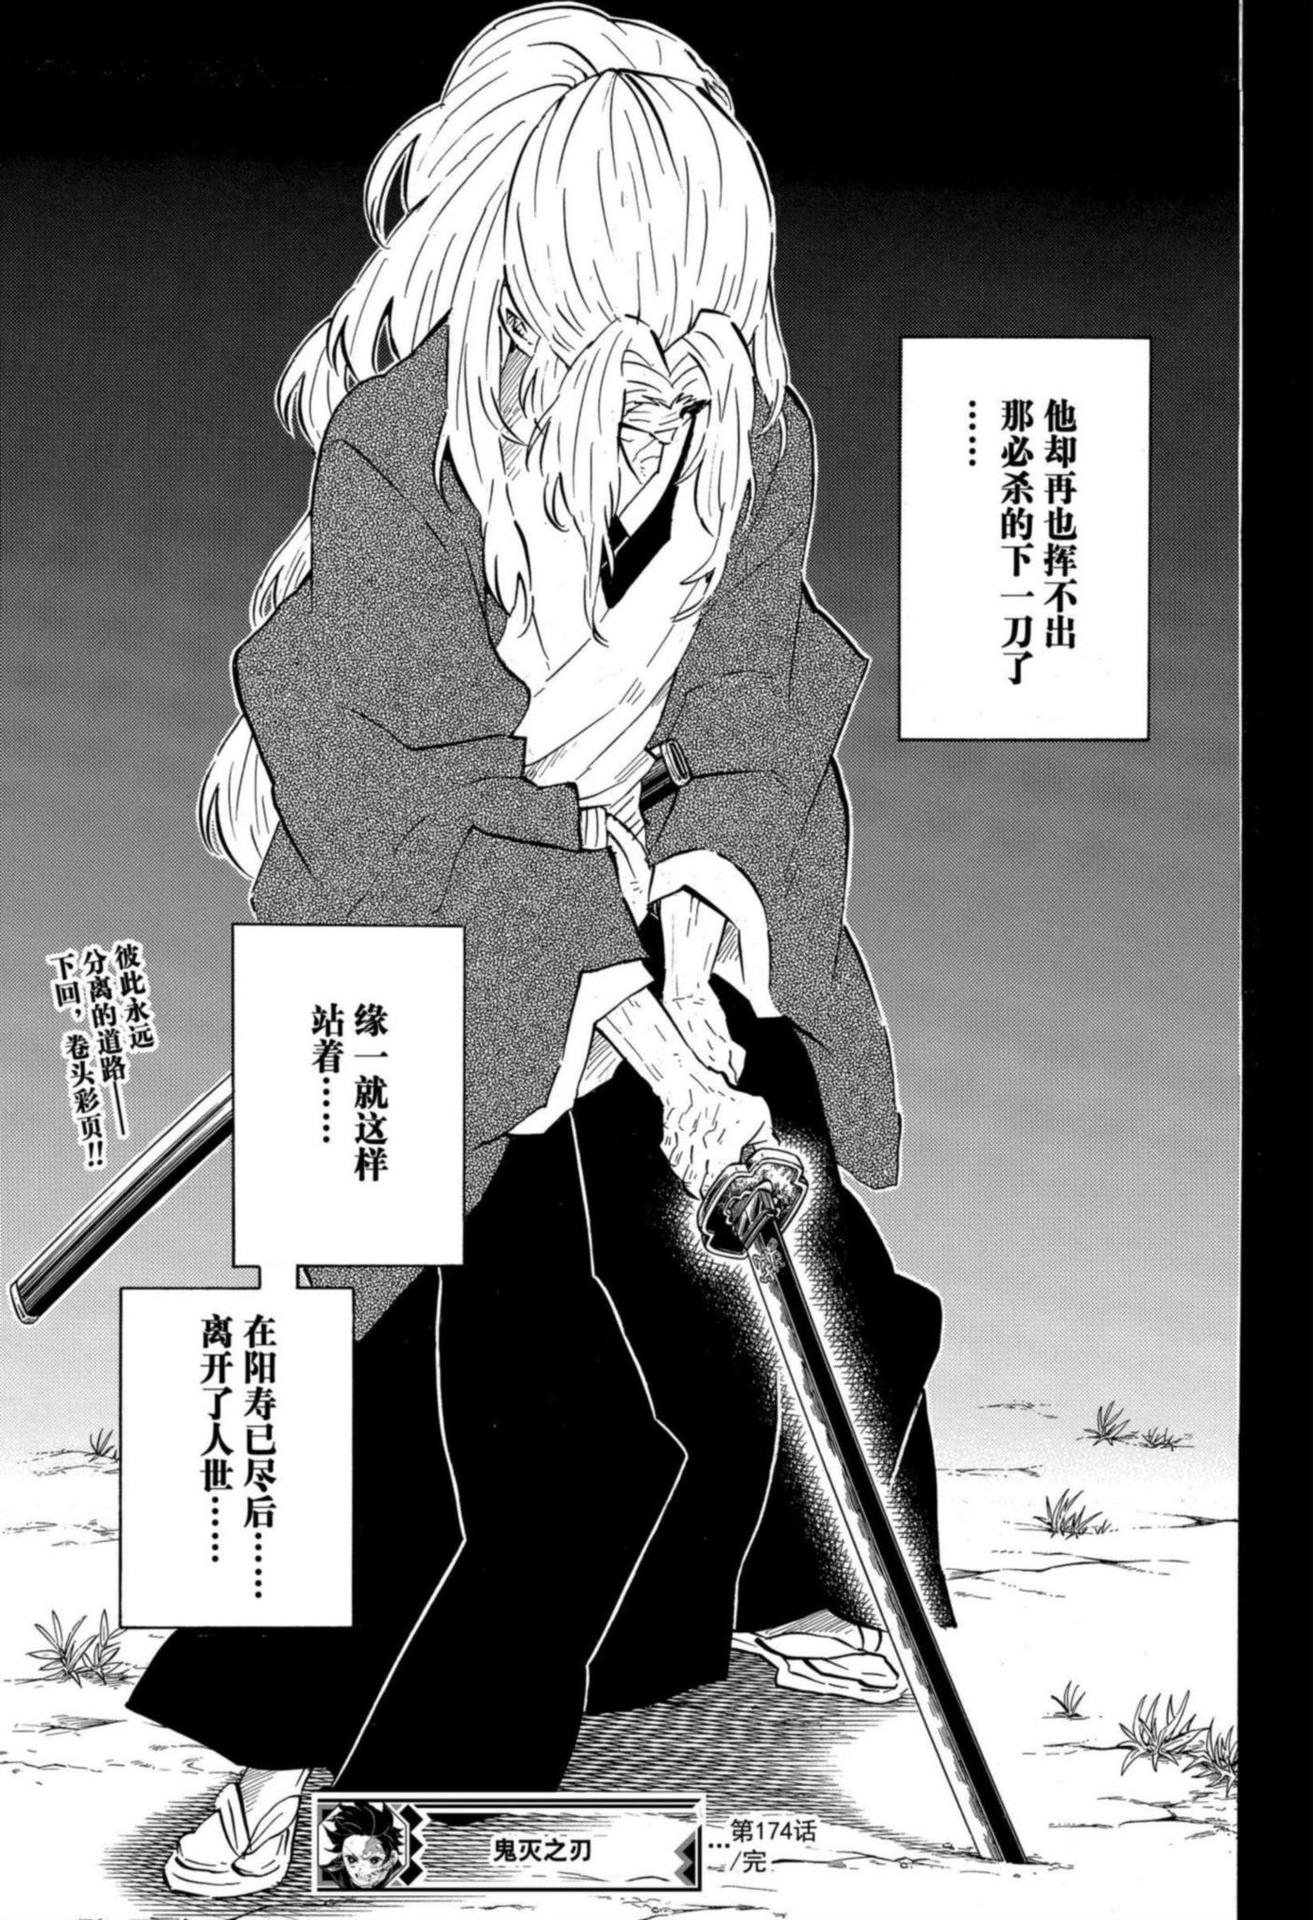 他却再也挥不出
那必杀的下一刀了
……
缘一就这样
站着……
在阳寿已尽后……
离开了人世……
彼此永远
分离的道路——
下回，卷头彩页!!
鬼灭之刃
…第174话
/完